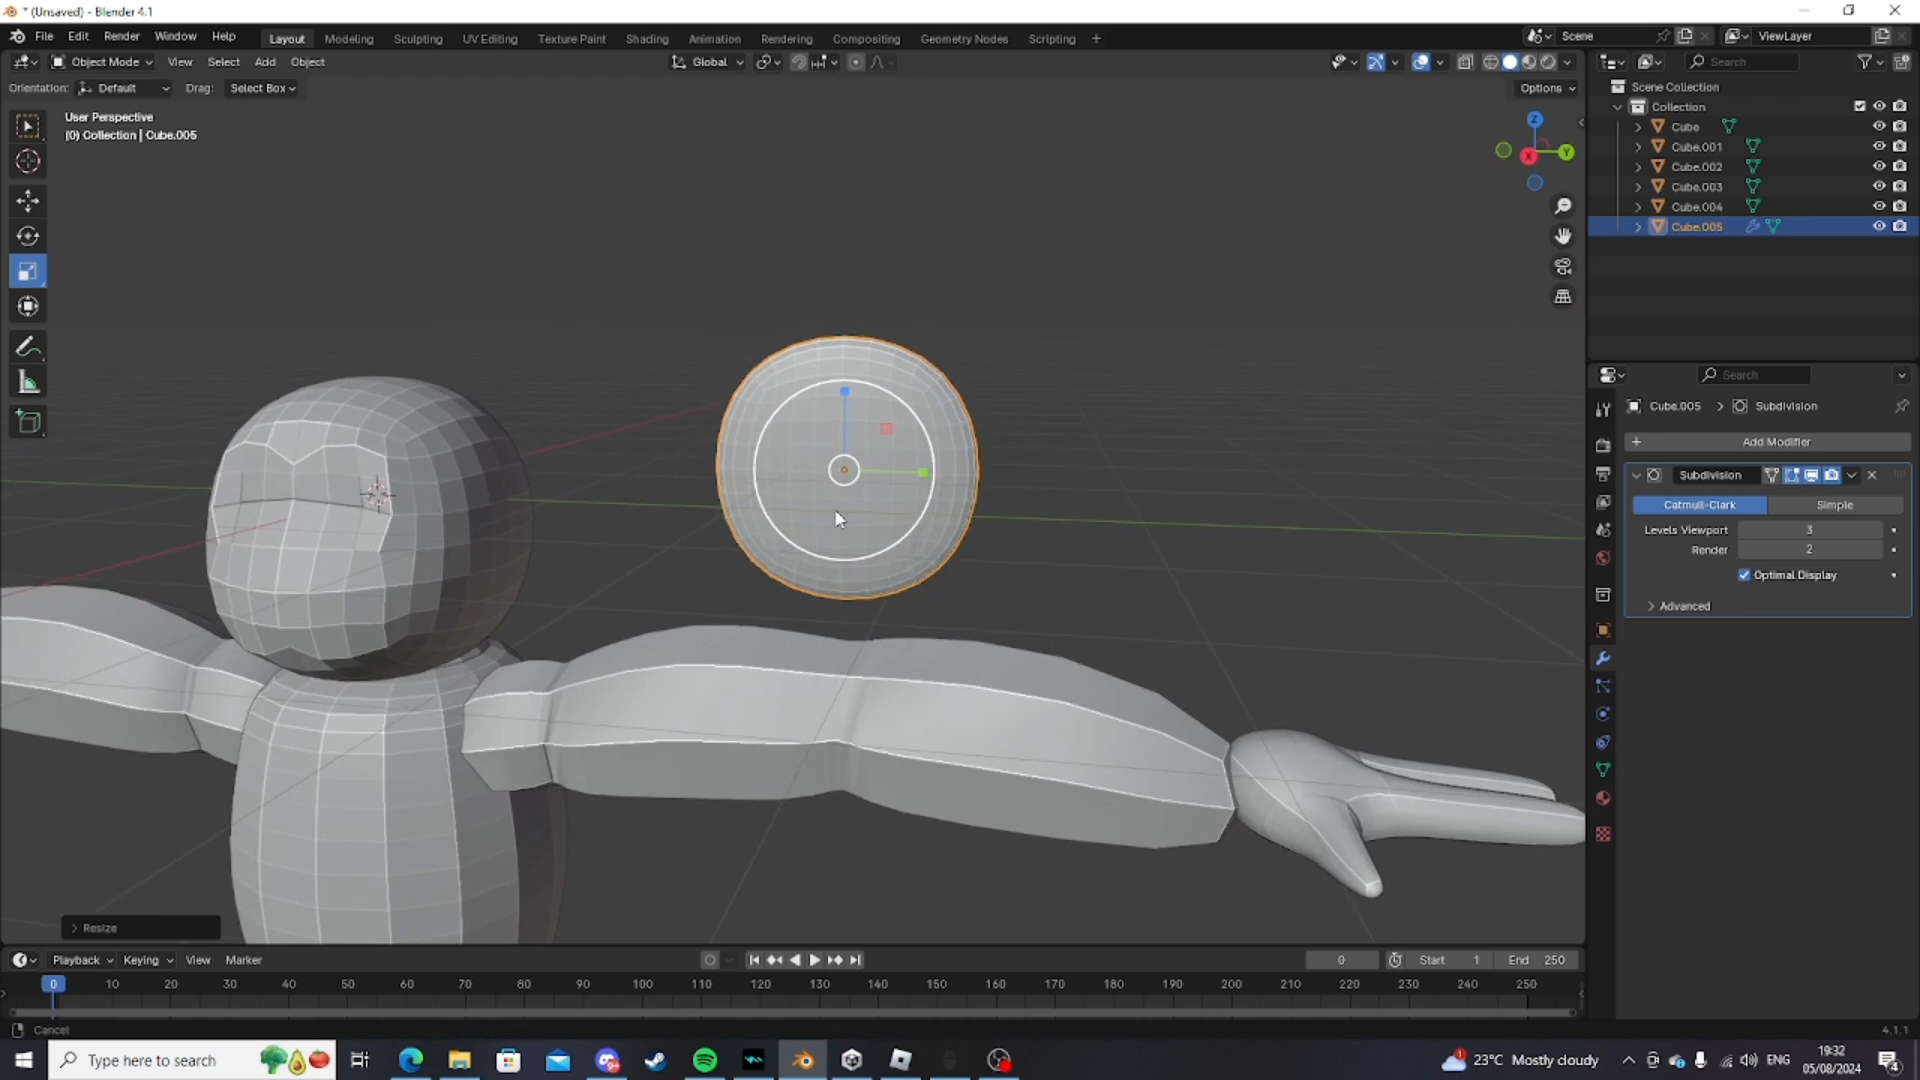 * (Unsaved) - Blender 4.1
File Edit Render Window Help Layout Modeling Sculpting UV Editing Texture Paint Shading Animation Rendering Compositing Geometry Nodes Scripting + Scene ViewLayer
Object Mode View Select Add Object Global Search
Orientation: Default Drag: Select Box Options
Scene Collection
User Perspective
(0) Collection | Cube.005
Collection
Cube
Cube.001
Cube.002
Cube.003
Cube.004
Cube.005
Z
Y
X
Search
Cube.005 > Subdivision
+ Add Modifier
Subdivision
Catmull-Clark Simple
Levels Viewport 3
Render 2
Optimal Display
> Advanced
> Resize
Playback Keying View Marker 0 Start 1 End 250
0 10 20 30 40 50 60 70 80 90 100 110 120 130 140 150 160 170 180 190 200 210 220 230 240 250
Cancel 4.1.1
Type here to search 1 23°C Mostly cloudy ENG 19:32
05/08/2024 4